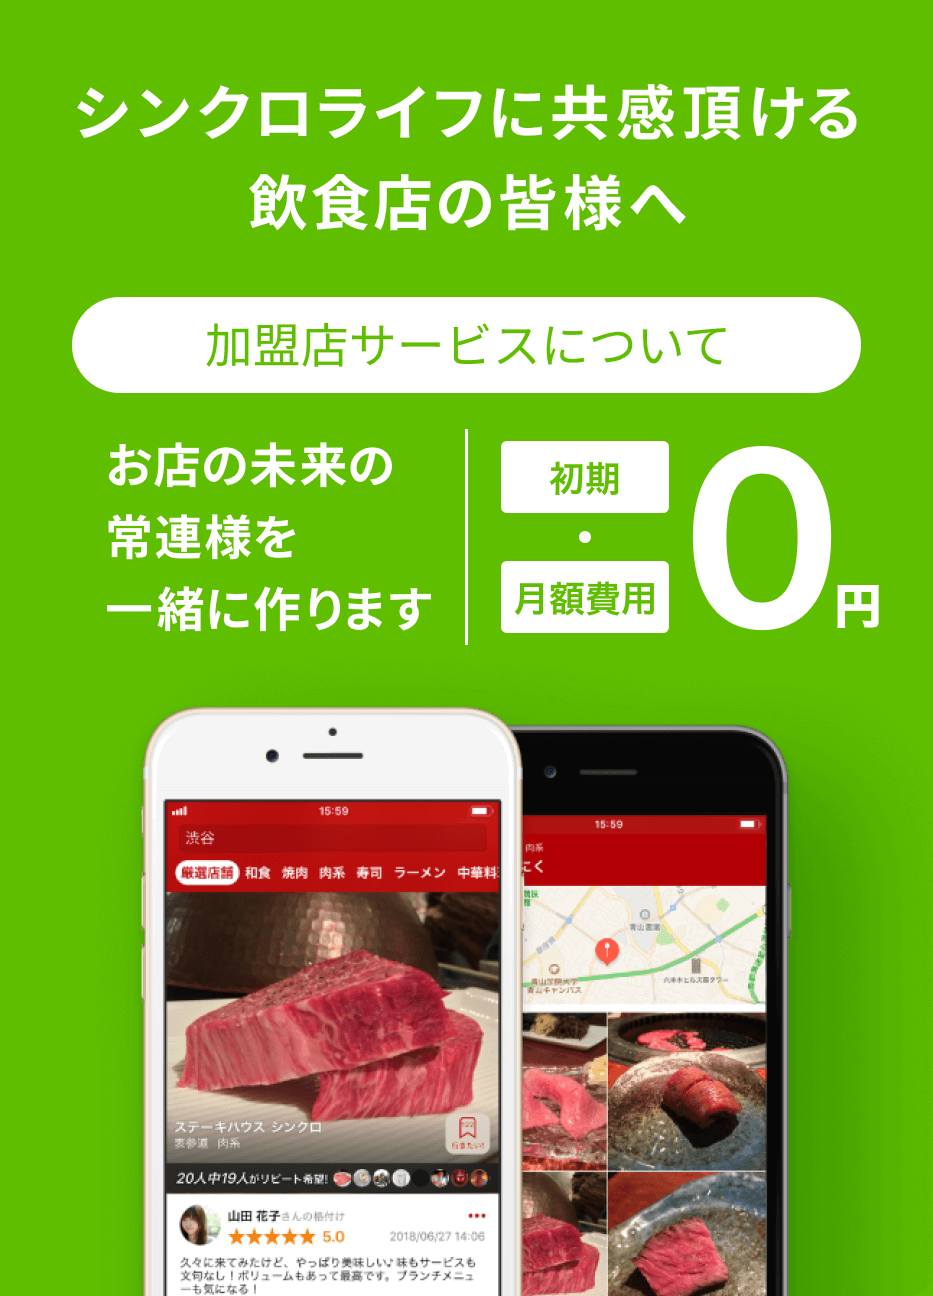 シンクロライフに共感頂ける
飲食店の皆様へ
加盟店サービスについて
お店の未来の
常連様を
一緒に作ります
初期
・
月額費用
0円
15:59
渋谷
厳選店舗 和食 焼肉 肉系 寿司 ラーメン 中華料
ステーキハウス シンクロ
表参道 肉系
行きたい!
20人中19人がリピート希望!
山田 花子さんの格付け
★★★★★ 5.0
2018/06/27 14:06
久々に来てみたけど、やっぱり美味しい♪ 味もサービスも
文句なし!ボリュームもあって最高です。ブランチメニュ
ーも気になる!
15:59
肉系
にく
青山霊園
青山学院大学
青山キャンパス
六本木ヒルズ森タワー